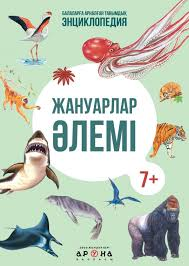 БАЛАЛАРҒА АРНАЛҒАН ТАНЫМДЫҚ
ЭНЦИКЛОПЕДИЯ
ЖАНУАРЛАР
ӘЛЕМІ
7+
АРУНА